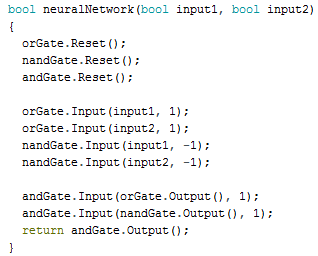 bool neuralNetwork(bool input1, bool input2)
{
  orGate.Reset();
  nandGate.Reset();
  andGate.Reset();

  orGate.Input(input1, 1);
  orGate.Input(input2, 1);
  nandGate.Input(input1, -1);
  nandGate.Input(input2, -1);

  andGate.Input(orGate.Output(), 1);
  andGate.Input(nandGate.Output(), 1);
  return andGate.Output();
}